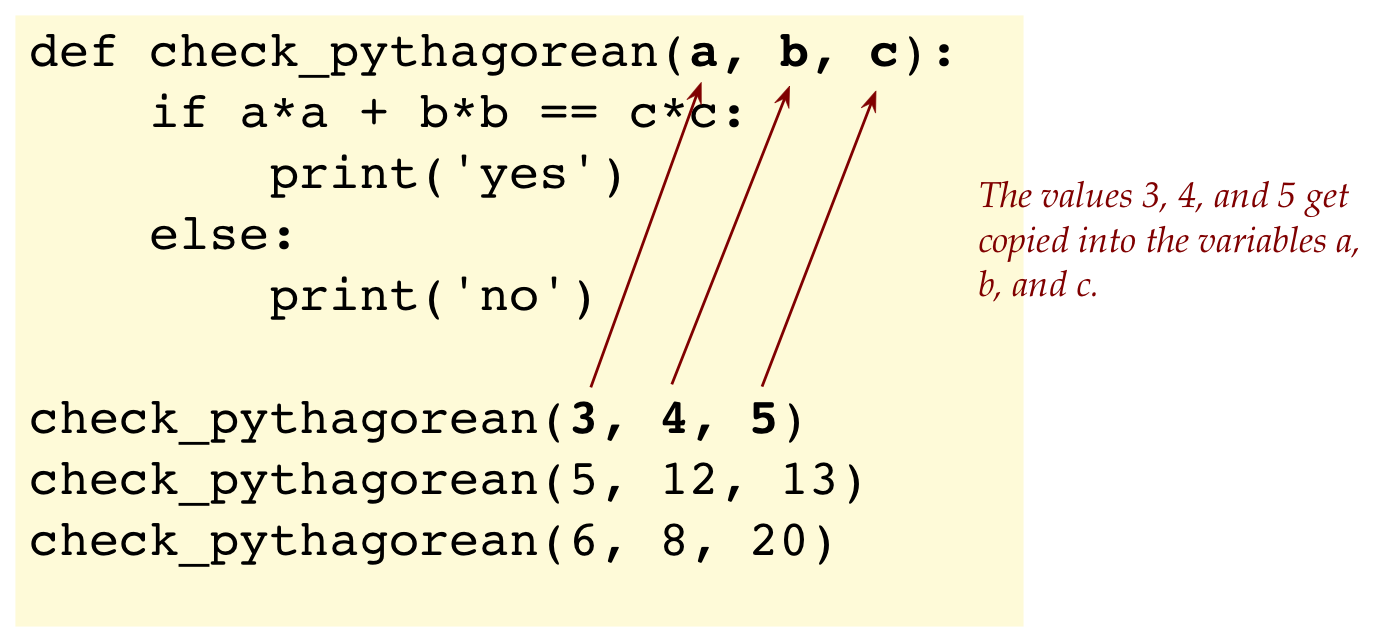 def check_pythagorean(a, b, c):
    if a*a + b*b == c*c:
        print('yes')
    else:
        print('no')
check_pythagorean(3, 4, 5)
check_pythagorean(5, 12, 13)
check_pythagorean(6, 8, 20)
The values 3, 4, and 5 get
copied into the variables a,
b, and c.